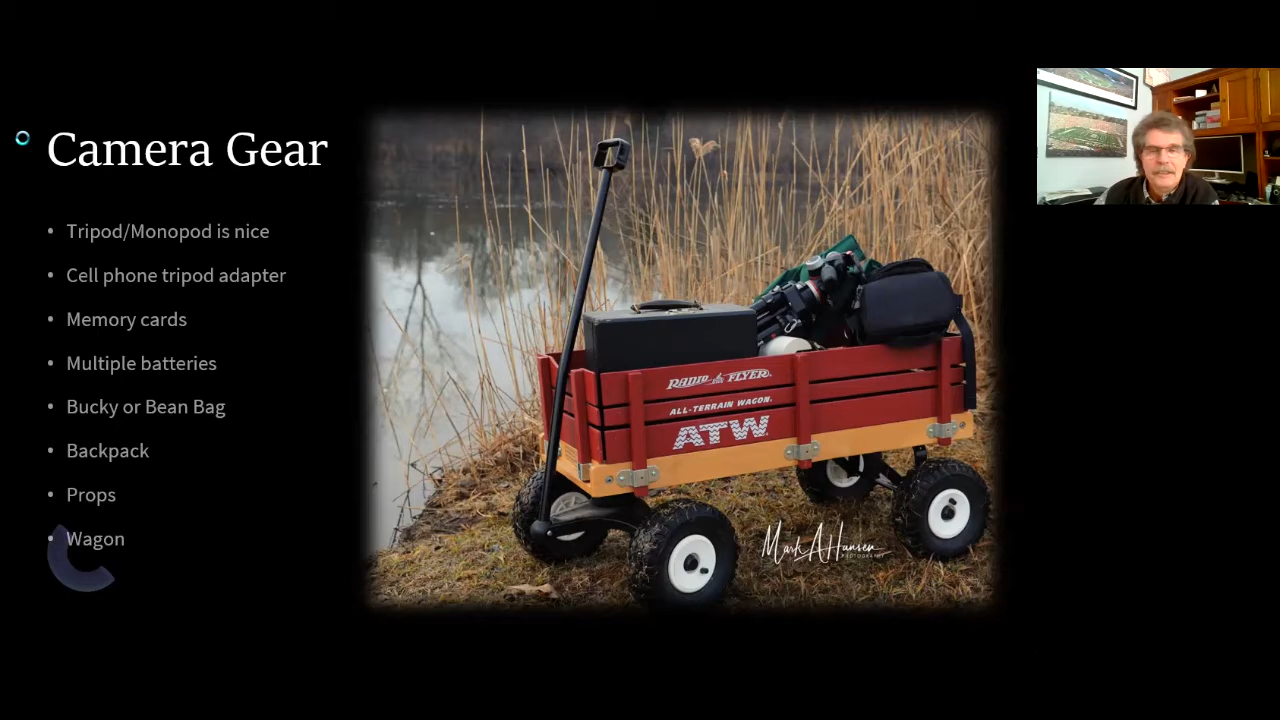 Camera Gear
Tripod/Monopod is nice
Cell phone tripod adapter
Memory cards
Multiple batteries
Bucky or Bean Bag
Backpack
Props
Wagon
RADIO FLYER
ALL-TERRAIN WAGON.
ATW
Mark A Hansen
PHOTOGRAPHY